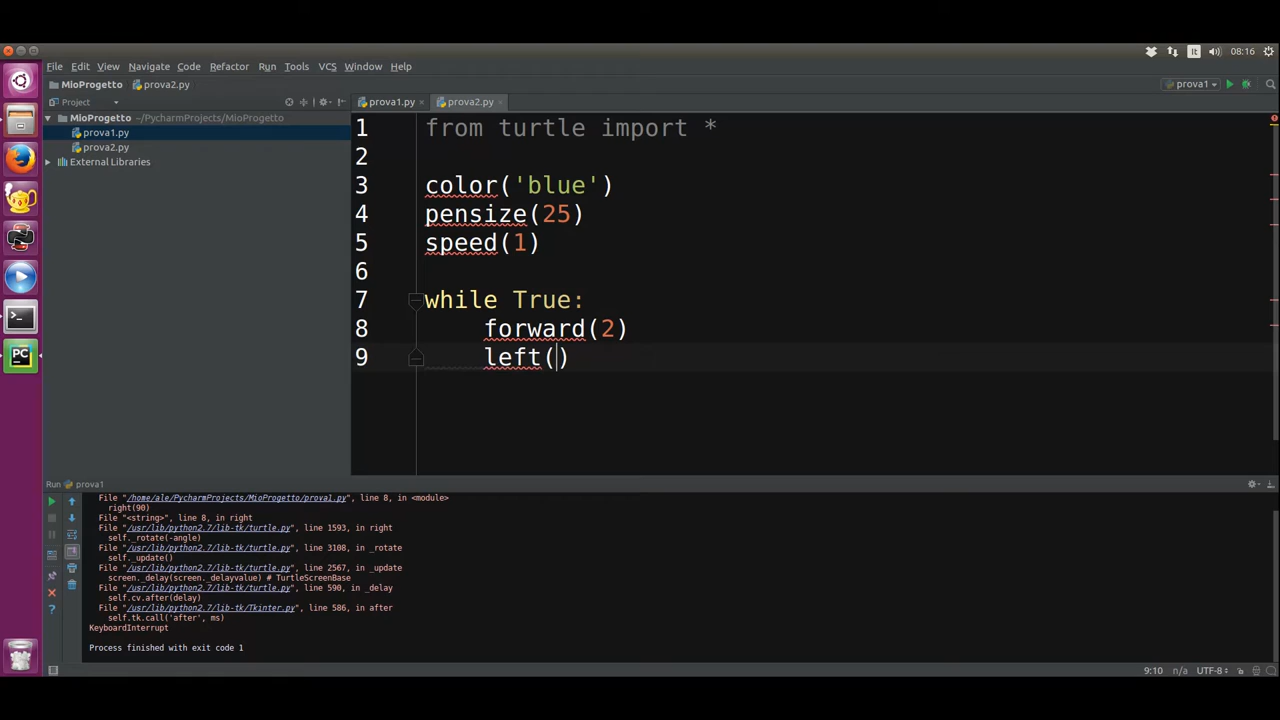 It
08:16
File Edit View Navigate Code Refactor Run Tools VCS Window Help
MioProgetto prova2.py
prova1
Project
prova1.py prova2.py
MioProgetto ~/PycharmProjects/MioProgetto
prova1.py
prova2.py
External Libraries
1 from turtle import *
2
3 color('blue')
4 pensize(25)
5 speed(1)
6
7 while True:
8 forward(2)
9 left()
PC
Run prova1
File "/home/ale/PycharmProjects/MioProgetto/prova1.py", line 8, in <module>
right(90)
File "<string>", line 8, in right
File "/usr/lib/python2.7/lib-tk/turtle.py", line 1593, in right
self._rotate(-angle)
File "/usr/lib/python2.7/lib-tk/turtle.py", line 3108, in _rotate
self._update()
File "/usr/lib/python2.7/lib-tk/turtle.py", line 2567, in _update
screen._delay(screen._delayvalue) # TurtleScreenBase
File "/usr/lib/python2.7/lib-tk/turtle.py", line 590, in _delay
self.cv.after(delay)
File "/usr/lib/python2.7/lib-tk/Tkinter.py", line 586, in after
self.tk.call('after', ms)
KeyboardInterrupt
Process finished with exit code 1
9:10 n/a UTF-8